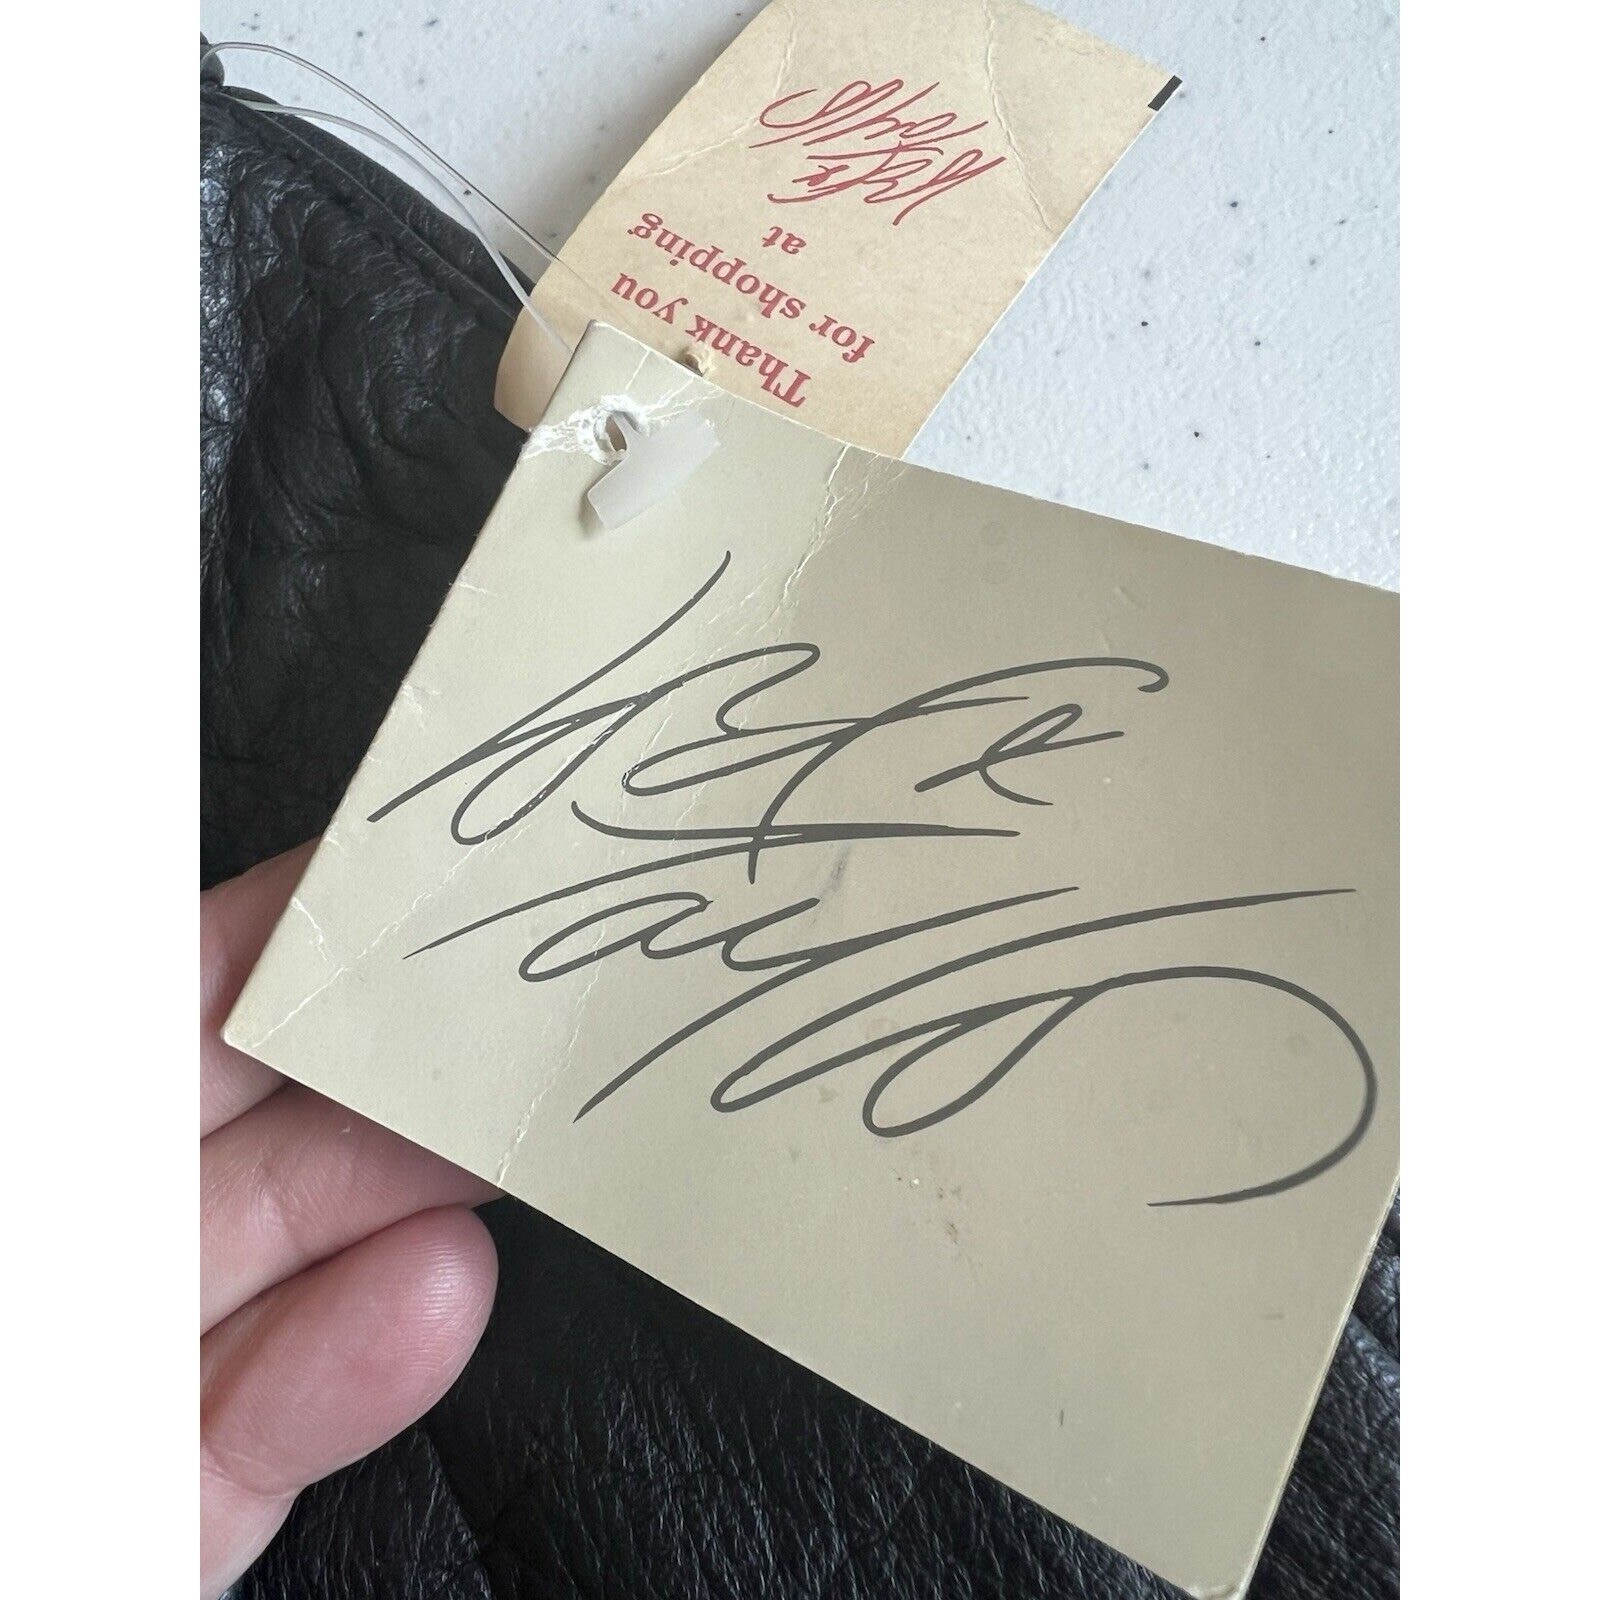 Thank you
for shopping
at
Lord &
Taylor
Lord &
Taylor